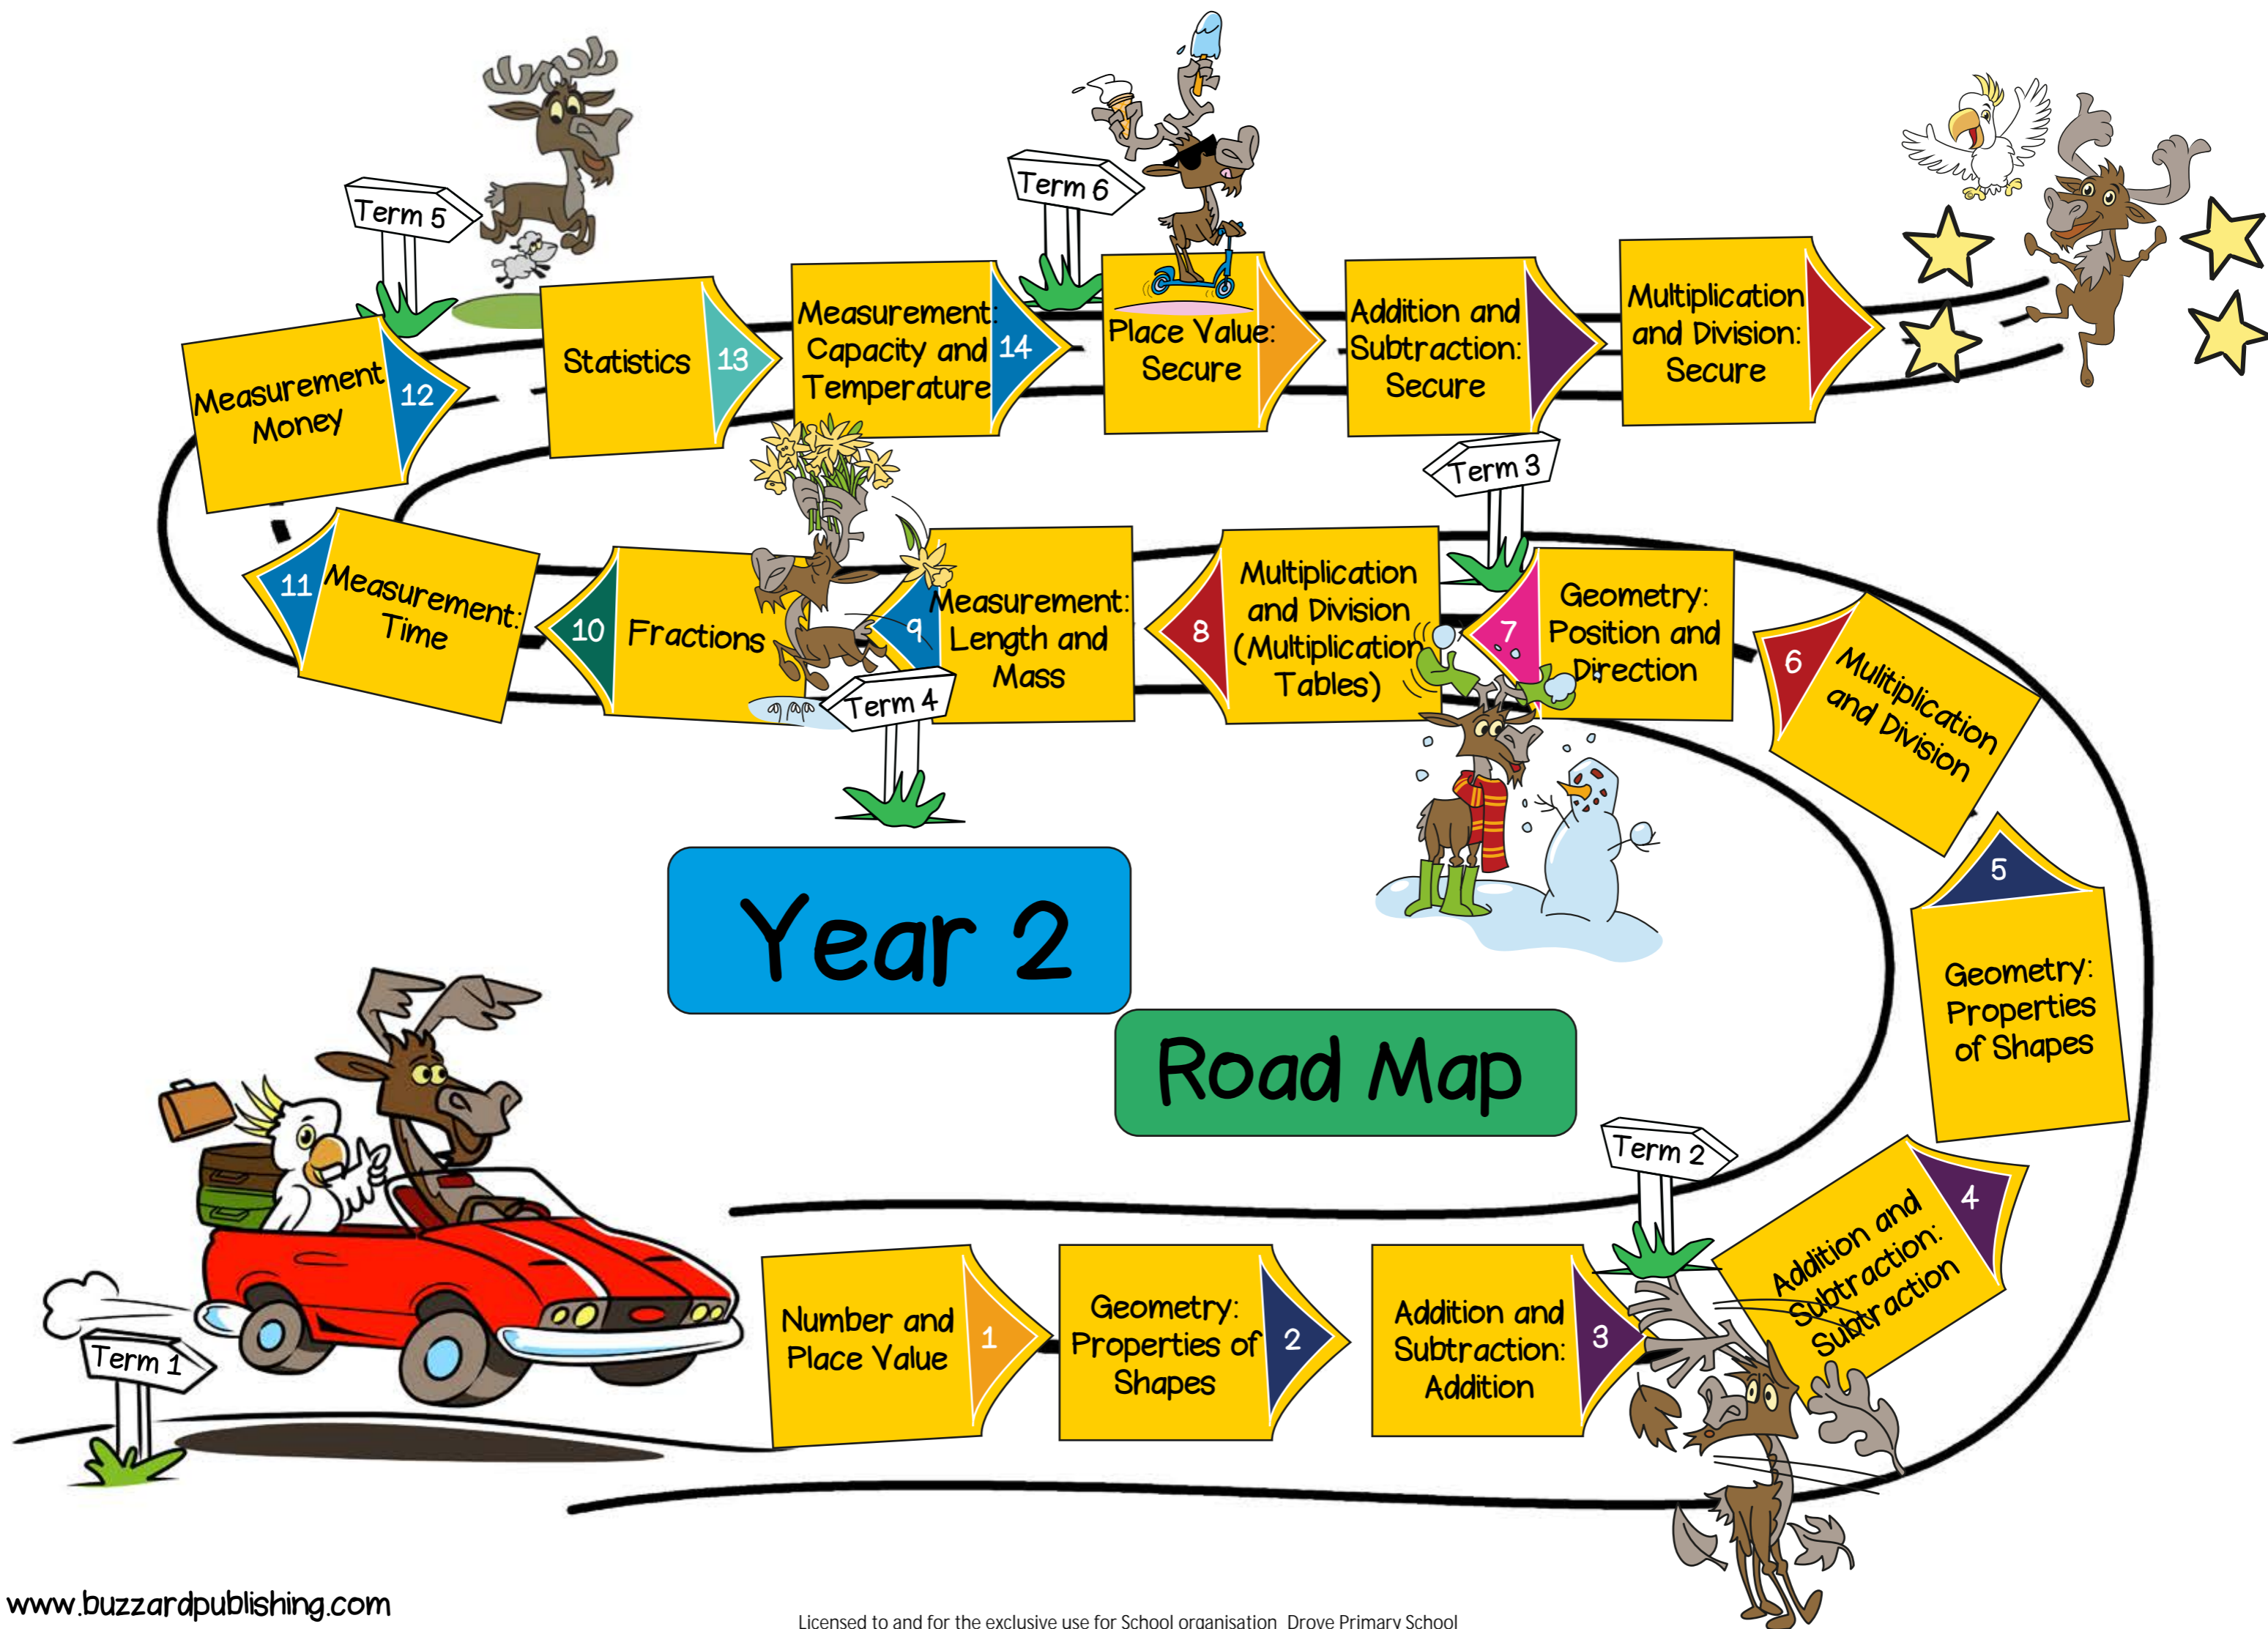 Term 5
Term 6
Measurement
Money
12
Statistics
13
Measurement:
Capacity and
Temperature
14
Place Value:
Secure
Addition and
Subtraction:
Secure
Multiplication
and Division:
Secure
Term 3
11
Measurement:
Time
10
Fractions
9
Measurement:
Length and
Mass
8
Multiplication
and Division
(Multiplication
Tables)
7
Geometry:
Position and
Direction
6
Mulitiplication
and Division
Term 4
5
Geometry:
Properties
of Shapes
Year 2
Road Map
Term 2
4
Addition and
Subtraction:
Subtraction
Term 1
Number and
Place Value
1
Geometry:
Properties of
Shapes
2
Addition and
Subtraction:
Addition
3
www.buzzardpublishing.com
Licensed to and for the exclusive use for School organisation Drove Primary School